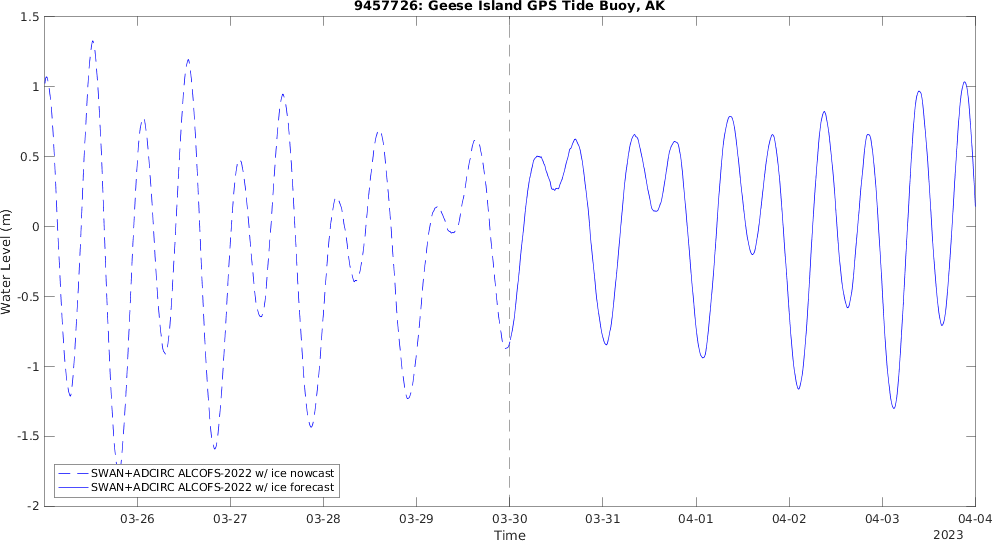 9457726: Geese Island GPS Tide Buoy, AK
1.5
1
0.5
0
-0.5
-1
-1.5
-2
Water Level (m)
SWAN+ADCIRC ALCOFS-2022 w/ ice nowcast
SWAN+ADCIRC ALCOFS-2022 w/ ice forecast
03-26 03-27 03-28 03-29 03-30 03-31 04-01 04-02 04-03 04-04
Time
2023